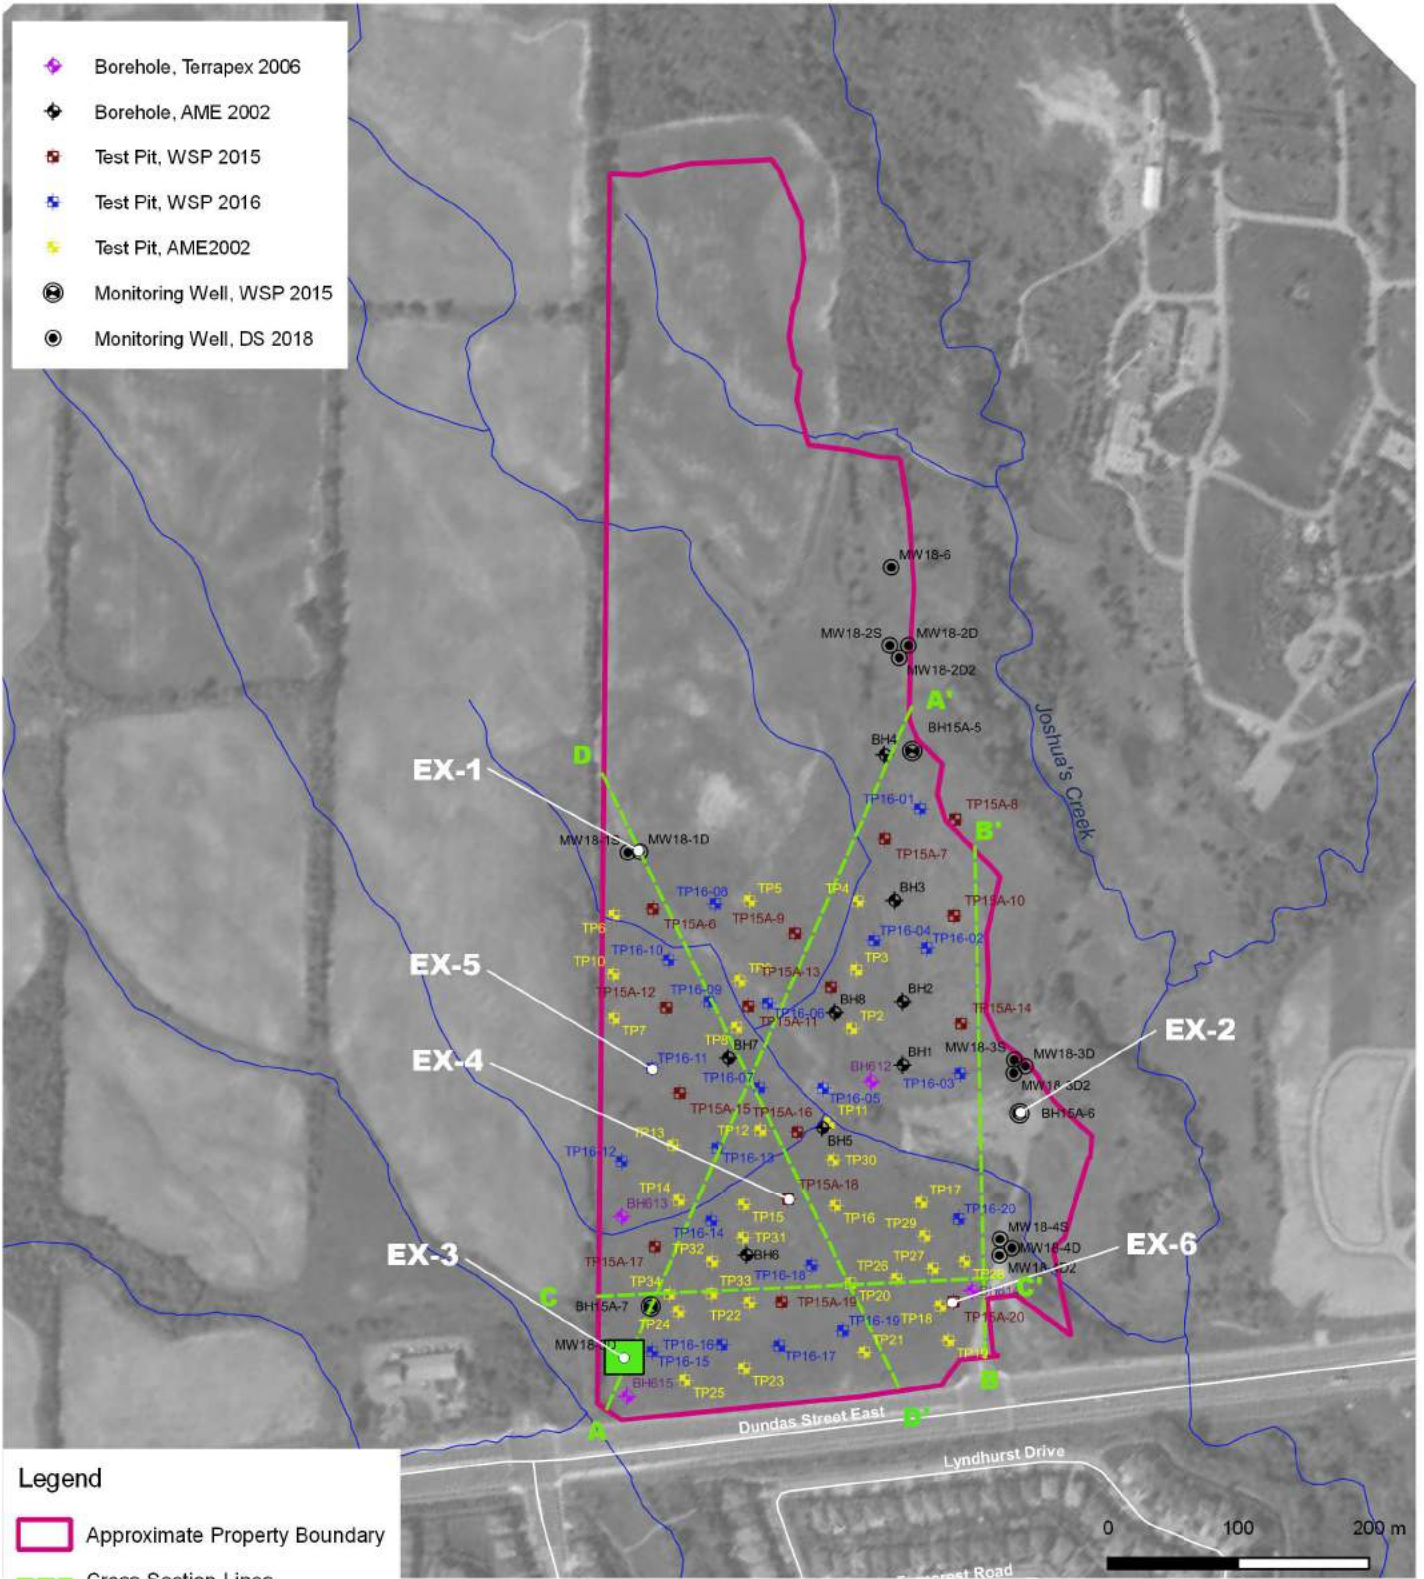 Borehole, Terrapex 2006
Borehole, AME 2002
Test Pit, WSP 2015
Test Pit, WSP 2016
Test Pit, AME2002
Monitoring Well, WSP 2015
Monitoring Well, DS 2018
MW18-6
MW18-2S
MW18-2D
MW18-2D2
A'
BH15A-5
BH4
Joshua's Creek
D
EX-1
TP16-01
TP15A-8
B'
MW18-1S
MW18-1D
TP15A-7
TP16-08
TP5
TP4
BH3
TP15A-10
TP6
TP15A-6
TP15A-9
TP16-04
TP16-02
TP16-10
EX-5
TP10
TP15A-13
TP3
TP15A-12
TP16-09
BH2
BH8
TP16-06
TP15A-14
TP7
TP15A-11
TP2
EX-2
TP8
BH7
EX-4
TP16-11
BH1
MW18-3S
MW18-3D
BH612
TP16-07
TP16-03
MW18-3D2
TP16-05
TP15A-15
TP15A-16
TP11
BH15A-6
TP13
TP12
BH5
TP16-12
TP16-13
TP30
TP14
TP15A-18
BH613
TP15
TP16
TP17
TP16-20
TP16-14
TP29
MW18-4S
EX-3
TP32
TP31
EX-6
TP15A-17
BH6
TP27
MW18-4D
TP16-18
TP26
TP28
TP34
TP33
C
C'
BH15A-7
TP20
TP24
TP22
TP15A-19
TP18
TP15A-20
TP16-19
TP16-16
TP16-15
TP16-17
TP21
TP19
BH615
TP25
TP23
B
A
D'
Dundas Street East
Lyndhurst Drive
Legend
Approximate Property Boundary
0 100 200 m